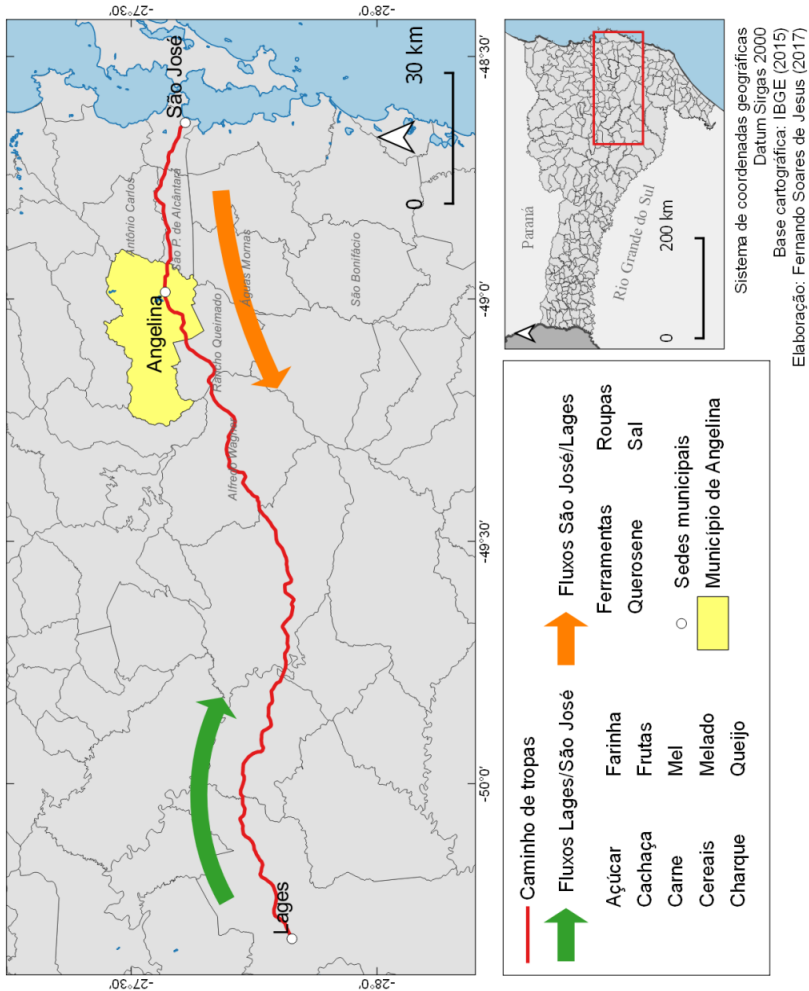 -50°0'
-49°30'
-49°0'
-48°30'
-27°30'
-27°30'
-28°0'
-28°0'
Lages
Angelina
São José
Antônio Carlos
São P. de Alcântara
Rancho Queimado
Águas Mornas
Alfredo Wagner
São Bonifácio
0 30 km
Caminho de tropas
Fluxos Lages/São José
Açúcar Farinha
Cachaça Frutas
Carne Mel
Cereais Melado
Charque Queijo
Fluxos São José/Lages
Ferramentas Roupas
Querosene Sal
Sedes municipais
Município de Angelina
Paraná
Rio Grande do Sul
0 200 km
Sistema de coordenadas geográficas
Datum Sirgas 2000
Base cartográfica: IBGE (2015)
Elaboração: Fernando Soares de Jesus (2017)